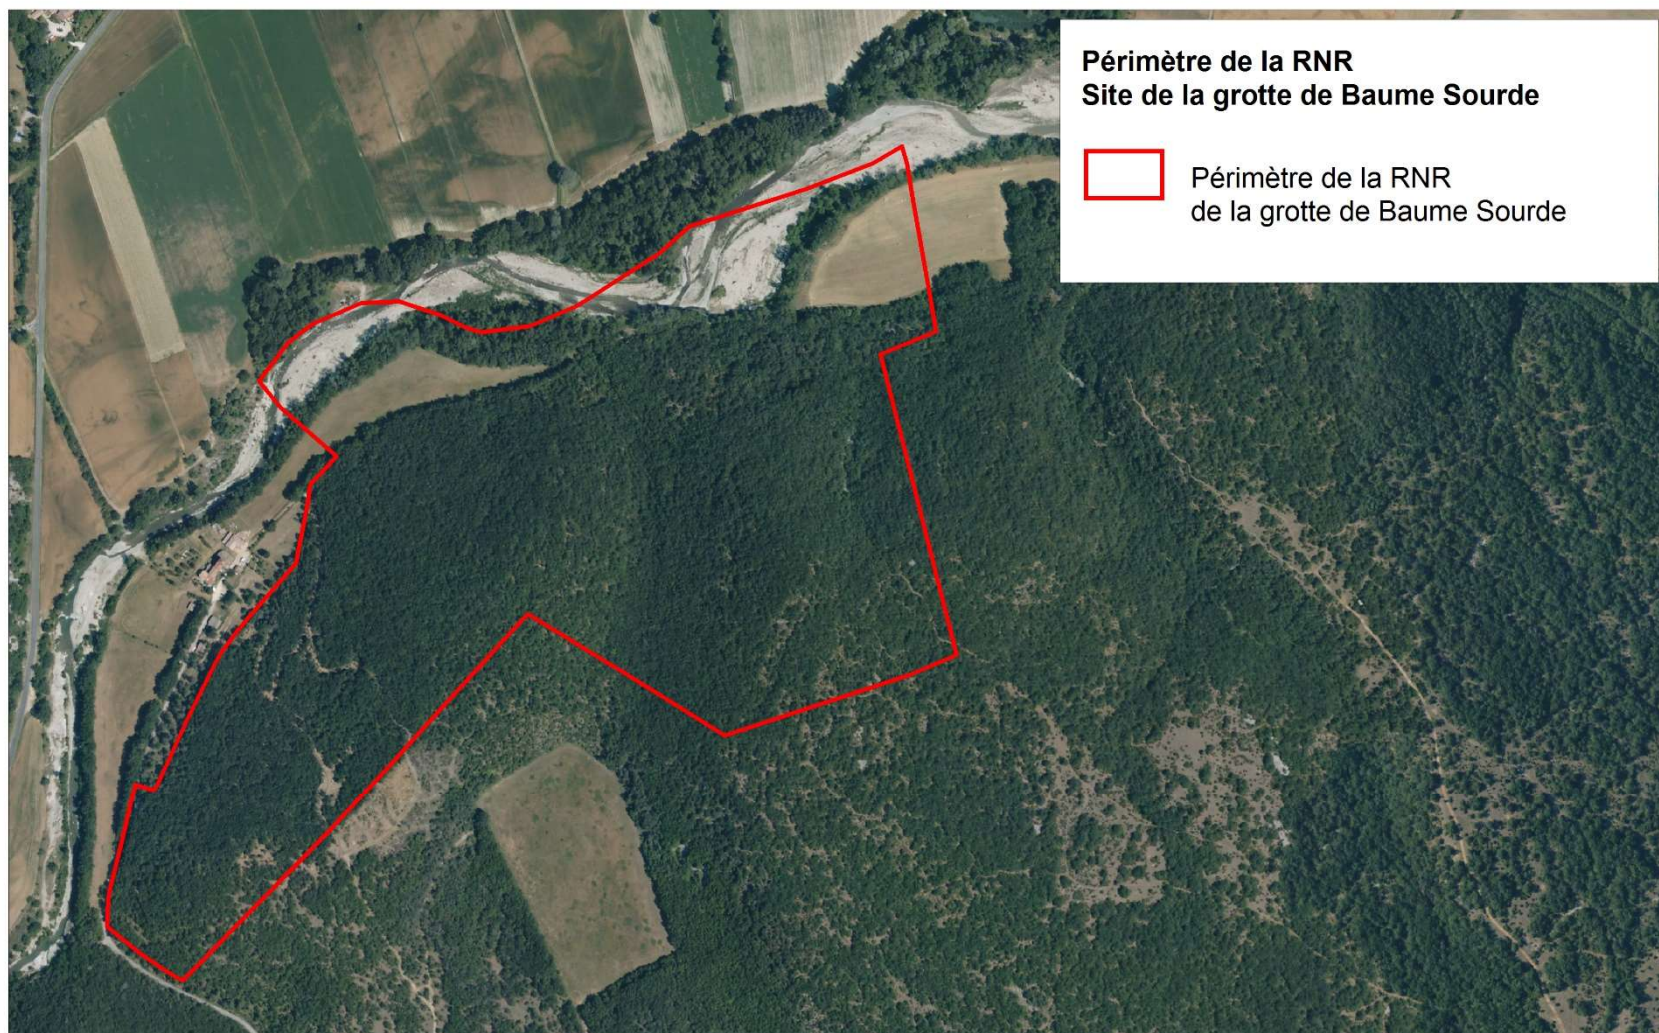 Périmètre de la RNR
Site de la grotte de Baume Sourde
Périmètre de la RNR
de la grotte de Baume Sourde